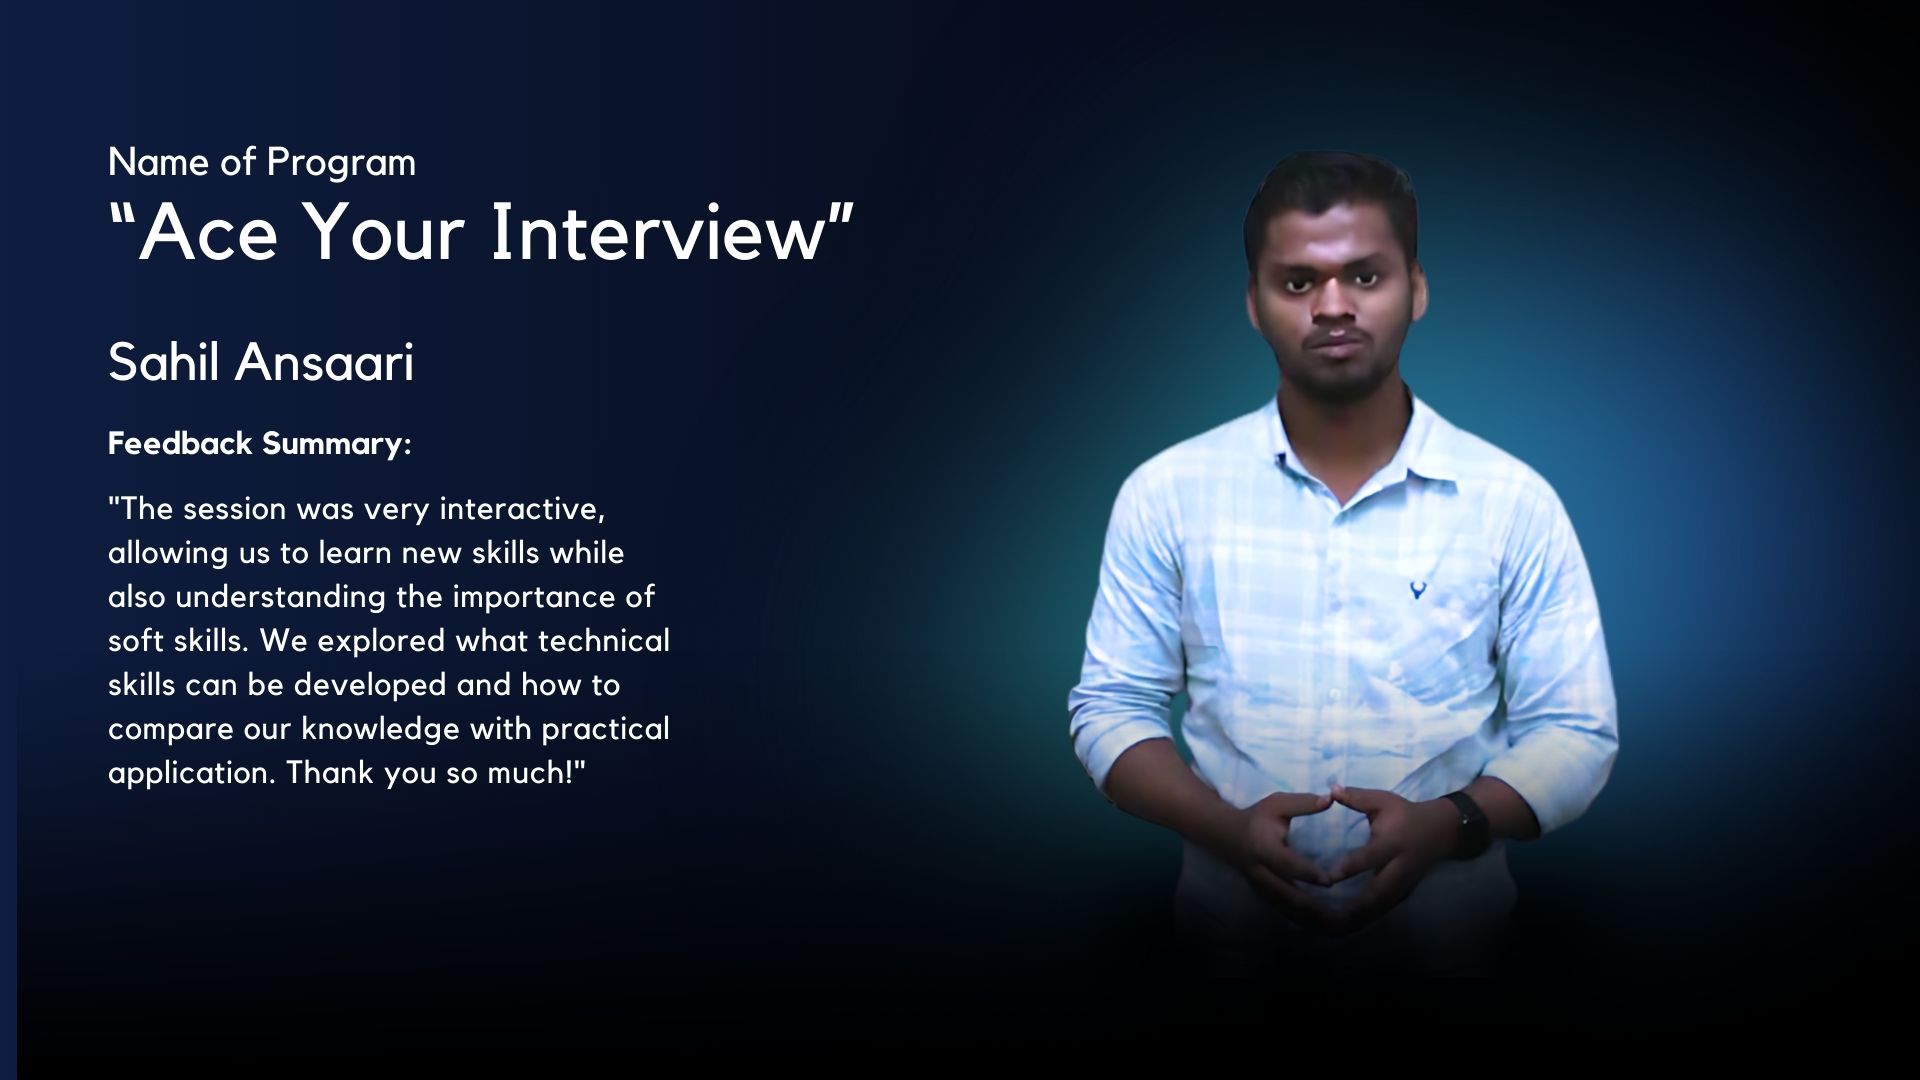 Name of Program
“Ace Your Interview”
Sahil Ansaari
Feedback Summary:
"The session was very interactive,
allowing us to learn new skills while
also understanding the importance of
soft skills. We explored what technical
skills can be developed and how to
compare our knowledge with practical
application. Thank you so much!"